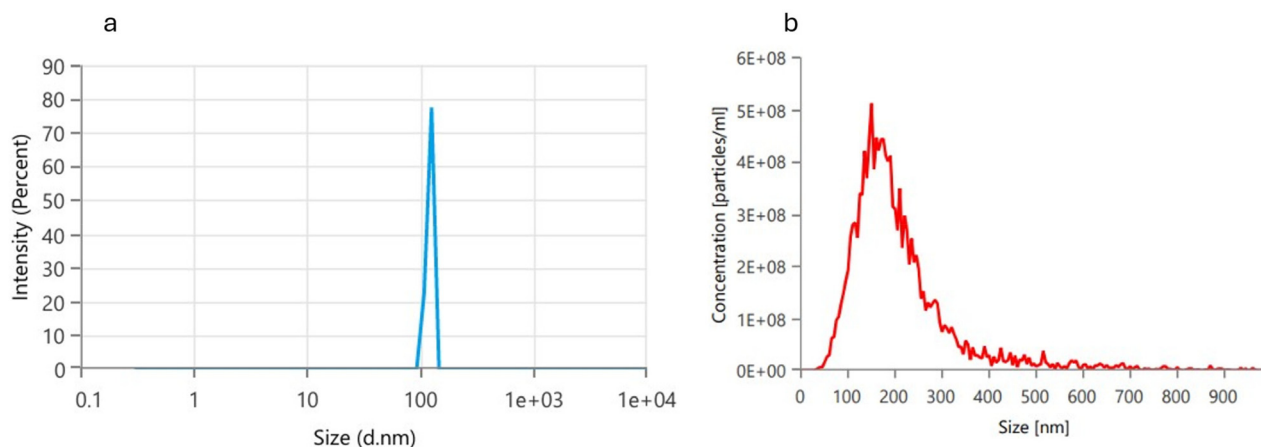 a
90
80
70
60
50
40
30
20
10
0
Intensity (Percent)
0.1 1 10 100 1e+03 1e+04
Size (d.nm)
b
6E+08
5E+08
4E+08
3E+08
2E+08
1E+08
0E+00
Concentration [particles/ml]
0 100 200 300 400 500 600 700 800 900
Size [nm]